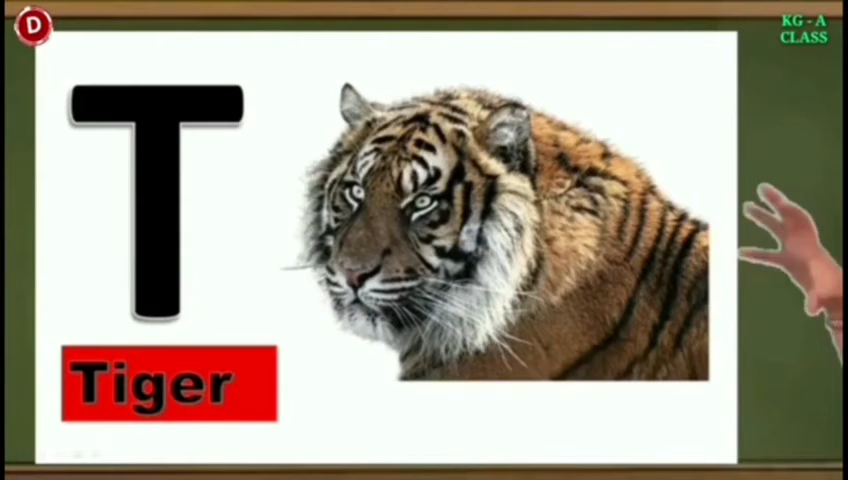 D
KG - A
CLASS
T
Tiger